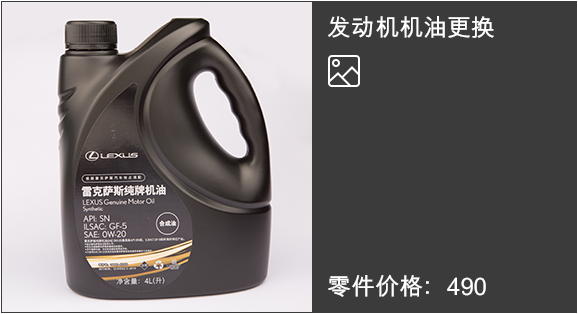 LEXUS
雷克萨斯纯牌机油
LEXUS Genuine Motor Oil
Synthetic
API: SN
ILSAC: GF-5
SAE: 0W-20
合成油
净含量: 4L(升)
发动机机油更换
零件价格: 490